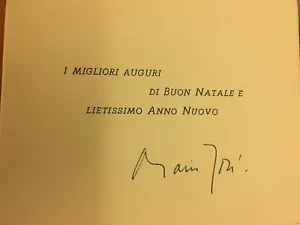 I MIGLIORI AUGURI
DI BUON NATALE E
LIETISSIMO ANNO NUOVO